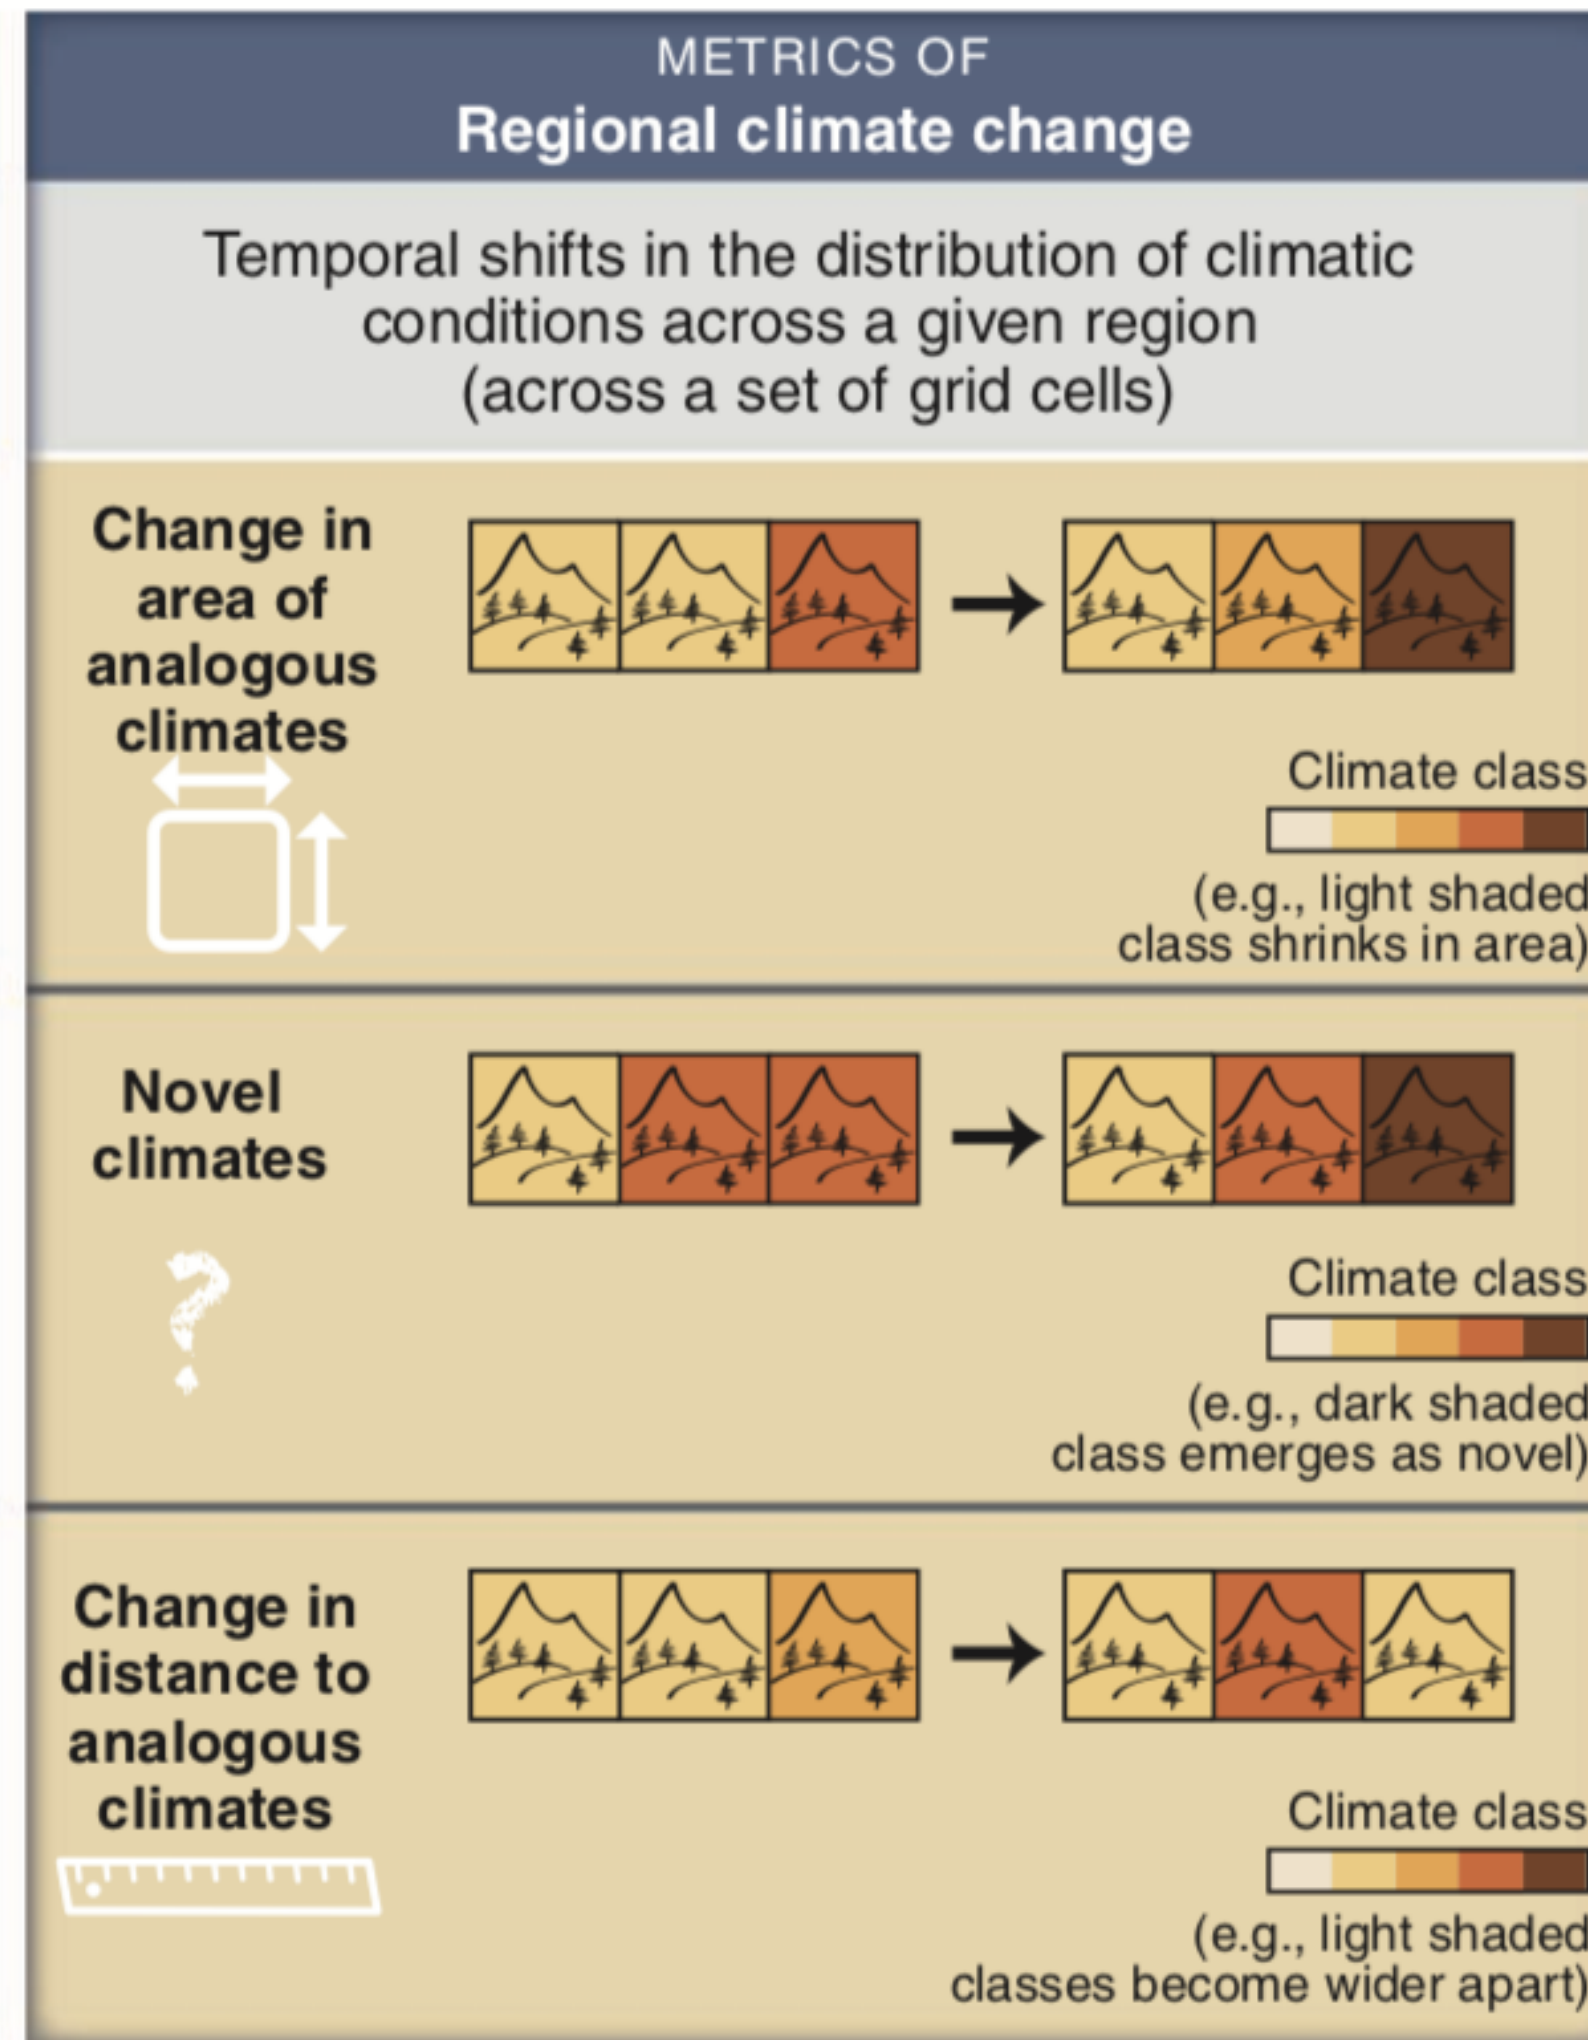 METRICS OF
Regional climate change
Temporal shifts in the distribution of climatic
conditions across a given region
(across a set of grid cells)
Change in
area of
analogous
climates
Climate class
(e.g., light shaded
class shrinks in area)
Novel
climates
?
Climate class
(e.g., dark shaded
class emerges as novel)
Change in
distance to
analogous
climates
Climate class
(e.g., light shaded
classes become wider apart)